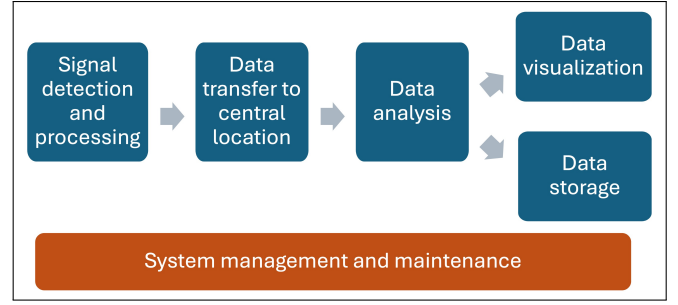 Signal
detection
and
processing
Data
transfer to
central
location
Data
analysis
Data
visualization
Data
storage
System management and maintenance